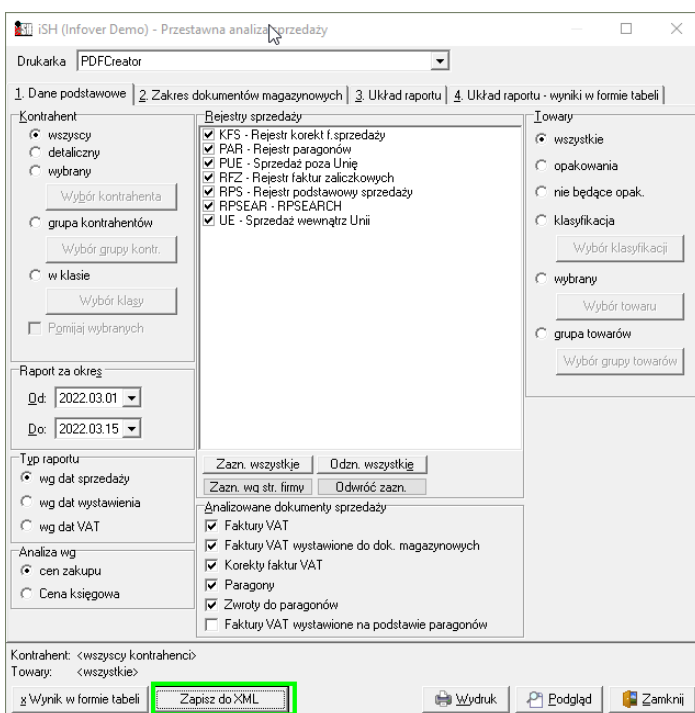 iSH (Infover Demo) - Przestawna analiza sprzedaży
Drukarka PDFCreator
1. Dane podstawowe
2. Zakres dokumentów magazynowych
3. Układ raportu
4. Układ raportu - wyniki w formie tabeli
Kontrahent
wszyscy
detaliczny
wybrany
Wybór kontrahenta
grupa kontrahentów
Wybór grupy kontr.
w klasie
Wybór klasy
Pomijaj wybranych
Raport za okres
Od: 2022.03.01
Do: 2022.03.15
Typ raportu
wg dat sprzedaży
wg dat wystawienia
wg dat VAT
Analiza wg
cen zakupu
Cena księgowa
Rejestry sprzedaży
KFS - Rejestr korekt f.sprzedaży
PAR - Rejestr paragonów
PUE - Sprzedaż poza Unię
RFZ - Rejestr faktur zaliczkowych
RPS - Rejestr podstawowy sprzedaży
RPSEAR - RPSEARCH
UE - Sprzedaż wewnątrz Unii
Zazn. wszystkie
Odzn. wszystkie
Zazn. wg str. firmy
Odwróć zazn.
Analizowane dokumenty sprzedaży
Faktury VAT
Faktury VAT wystawione do dok. magazynowych
Korekty faktur VAT
Paragony
Zwroty do paragonów
Faktury VAT wystawione na podstawie paragonów
Towary
wszystkie
opakowania
nie będące opak.
klasyfikacja
Wybór klasyfikacji
wybrany
Wybór towaru
grupa towarów
Wybór grupy towarów
Kontrahent: <wszyscy kontrahenci>
Towary: <wszystkie>
x Wynik w formie tabeli
Zapisz do XML
Wydruk
Podgląd
Zamknij